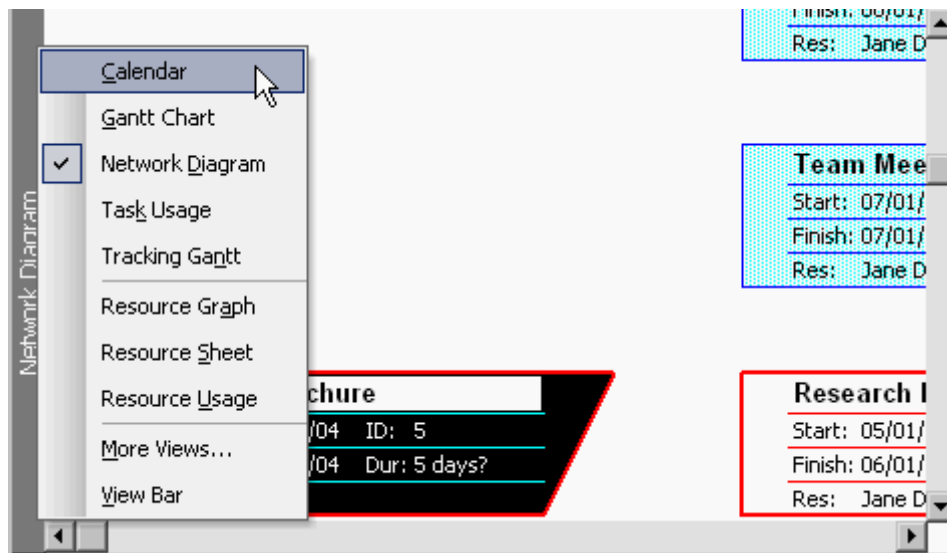 Network Diagram
Calendar
Gantt Chart
Network Diagram
Task Usage
Tracking Gantt
Resource Graph
Resource Sheet
Resource Usage
More Views...
View Bar
chure
/04 ID: 5
/04 Dur: 5 days?
Finish: 06/01/
Res: Jane D
Team Mee
Start: 07/01/
Finish: 07/01/
Res: Jane D
Research
Start: 05/01/
Finish: 06/01/
Res: Jane D